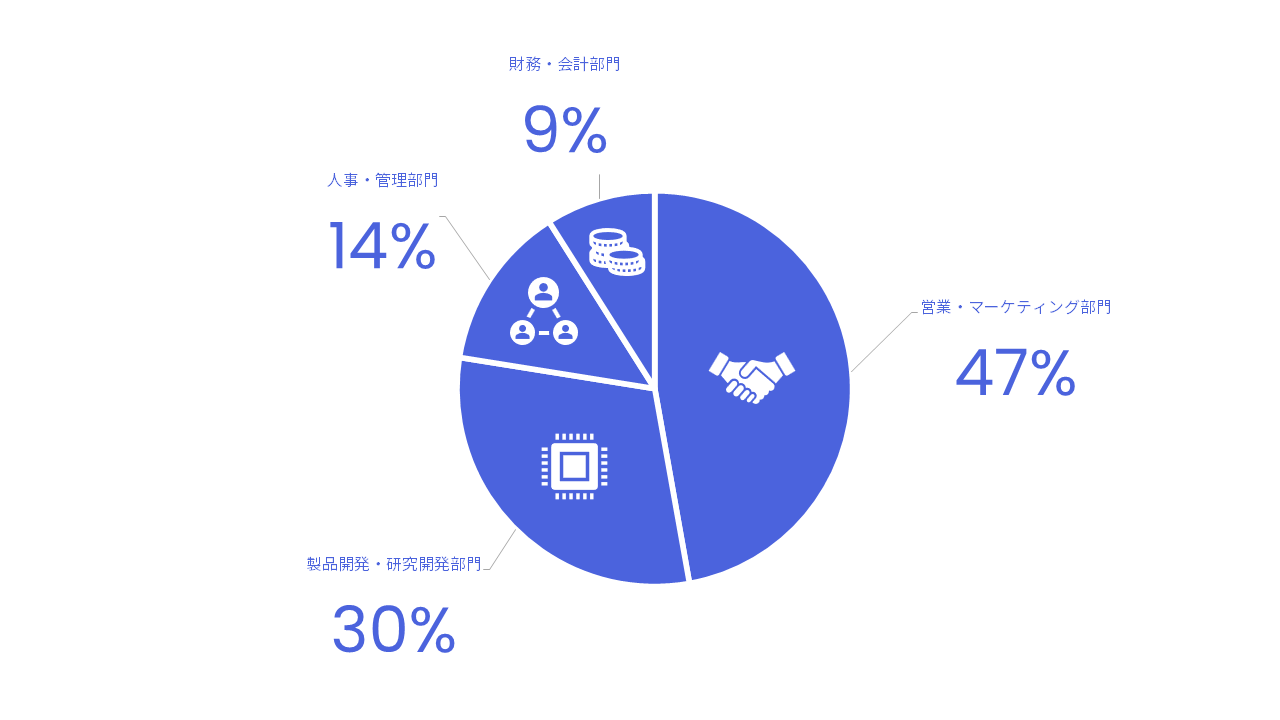 財務・会計部門
9%
人事・管理部門
14%
営業・マーケティング部門
47%
製品開発・研究開発部門
30%